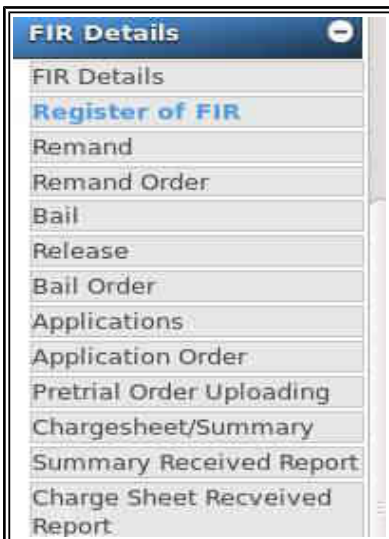 FIR Details
FIR Details
Register of FIR
Remand
Remand Order
Bail
Release
Bail Order
Applications
Application Order
Pretrial Order Uploading
Chargesheet/Summary
Summary Received Report
Charge Sheet Recveived
Report